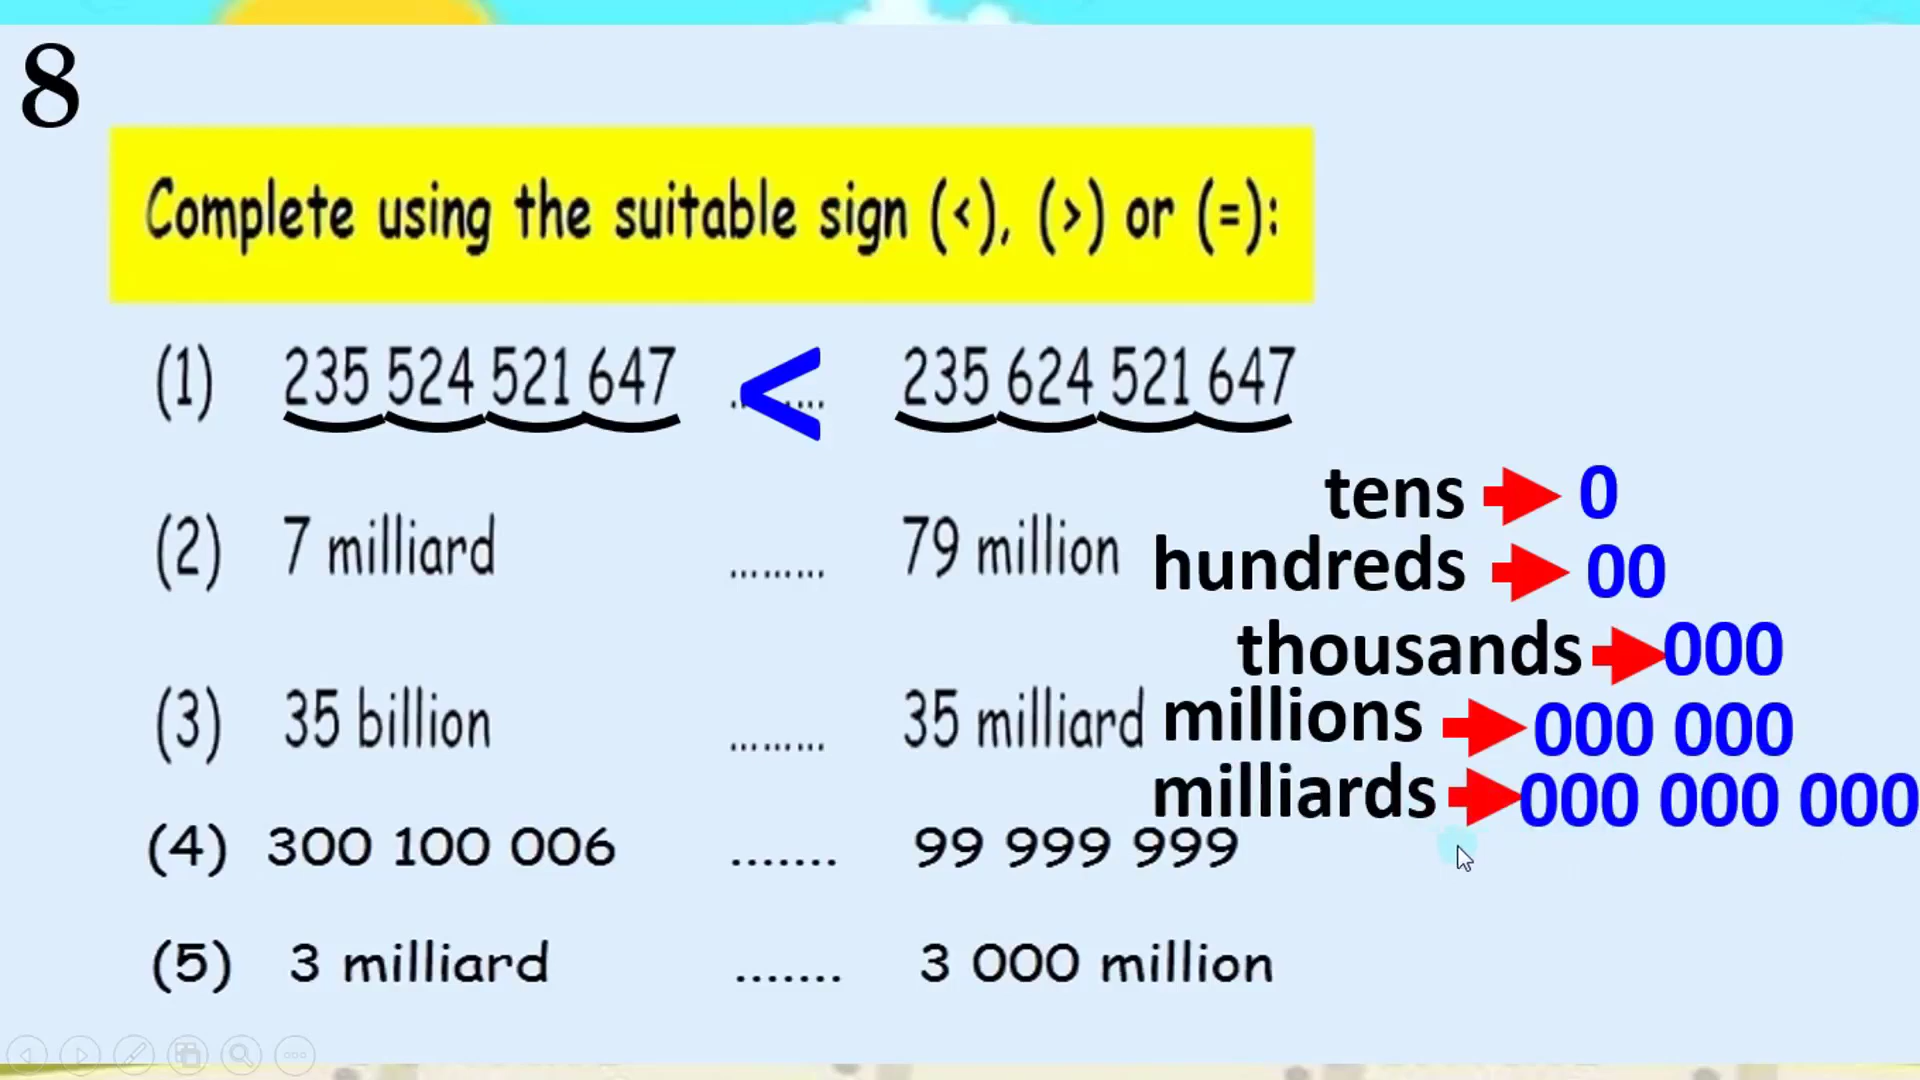 8
Complete using the suitable sign (<), (>) or (=):
(1) 235 524 521 647 < 235 624 521 647
tens 0
(2) 7 milliard ......... 79 million
hundreds 00
thousands 000
(3) 35 billion ......... 35 milliard
millions 000 000
milliards 000 000 000
(4) 300 100 006 ....... 99 999 999
(5) 3 milliard ....... 3 000 million